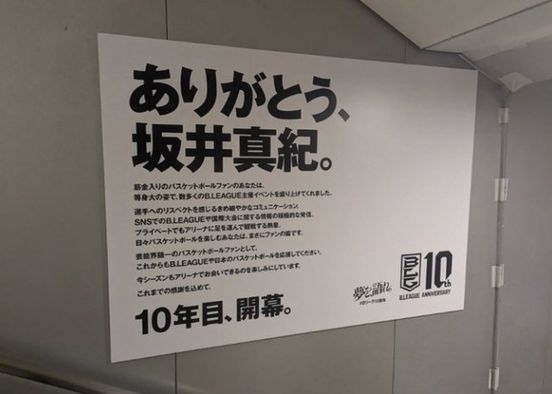 ありがとう、
坂井真紀。
筋金入りのバスケットボールファンのあなたは、
等身大の姿で、数多くのB.LEAGUE主催イベントを盛り上げてくれました。
選手へのリスペクトを感じるきめ細やかなコミュニケーション。
SNSでのB.LEAGUEや国際大会に関する情報の積極的な発信。
プライベートでもアリーナに足を運んで観戦する熱量。
日々バスケットボールを楽しむあなたは、まさにファンの鑑です。
芸能界随一のバスケットボールファンとして、
これからもB.LEAGUEや日本のバスケットボールを応援してください。
今シーズンもアリーナでお会いできるのを楽しみにしています。
これまでの感謝を込めて。
10年目、開幕。
夢を語れ。
BLG 10th
B.LEAGUE ANNIVERSARY